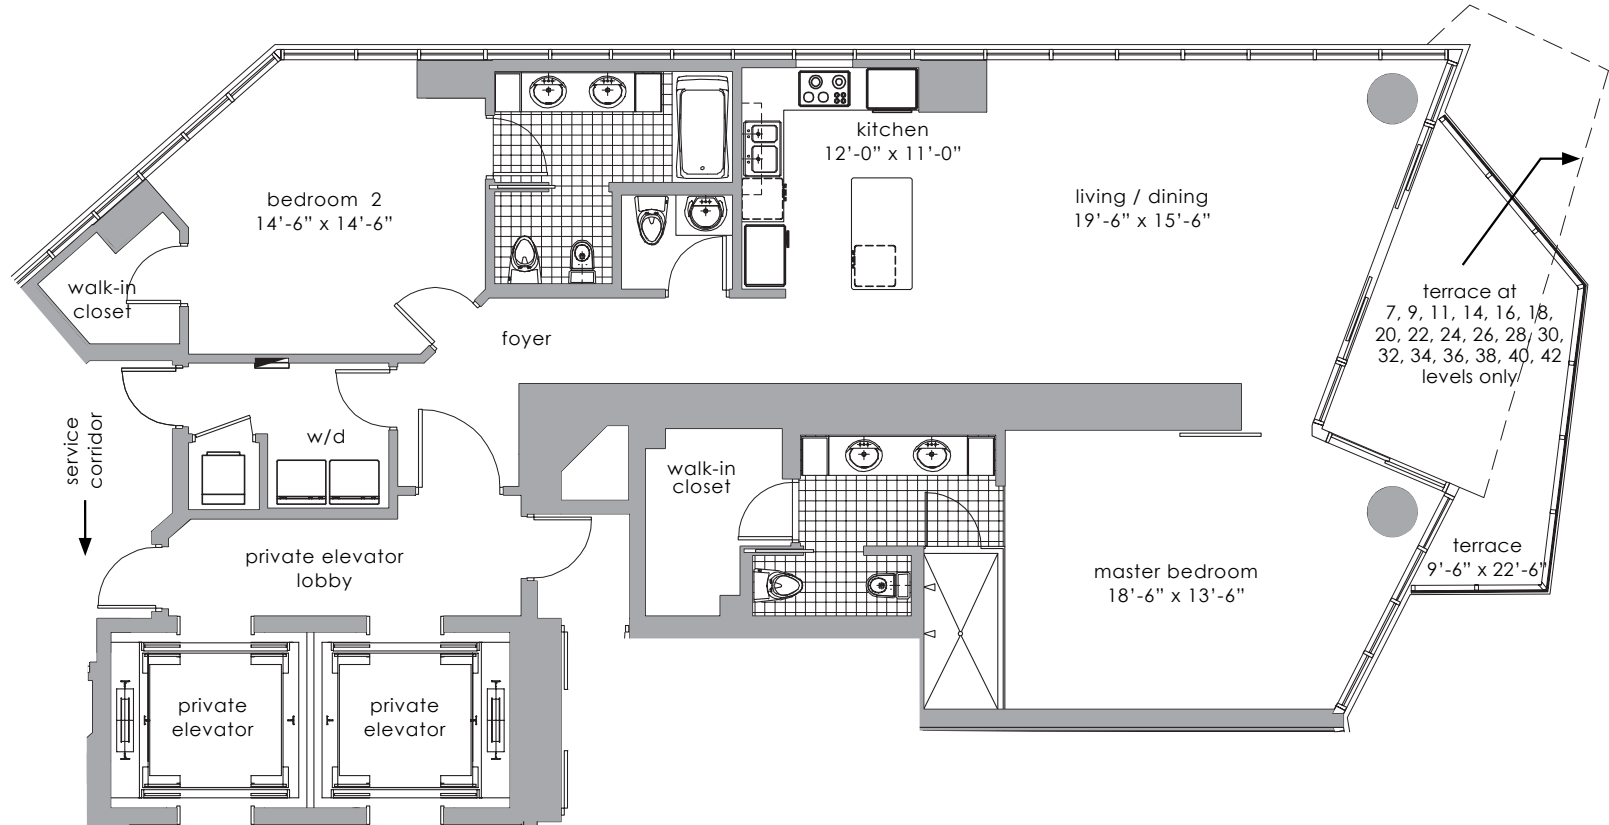 kitchen
12'-0" x 11'-0"
bedroom 2
14'-6" x 14'-6"
living / dining
19'-6" x 15'-6"
walk-in
closet
terrace at
7, 9, 11, 14, 16, 18,
20, 22, 24, 26, 28, 30,
32, 34, 36, 38, 40, 42
levels only
foyer
service
corridor
w/d
walk-in
closet
private elevator
lobby
terrace
9'-6" x 22'-6"
master bedroom
18'-6" x 13'-6"
private
elevator
private
elevator